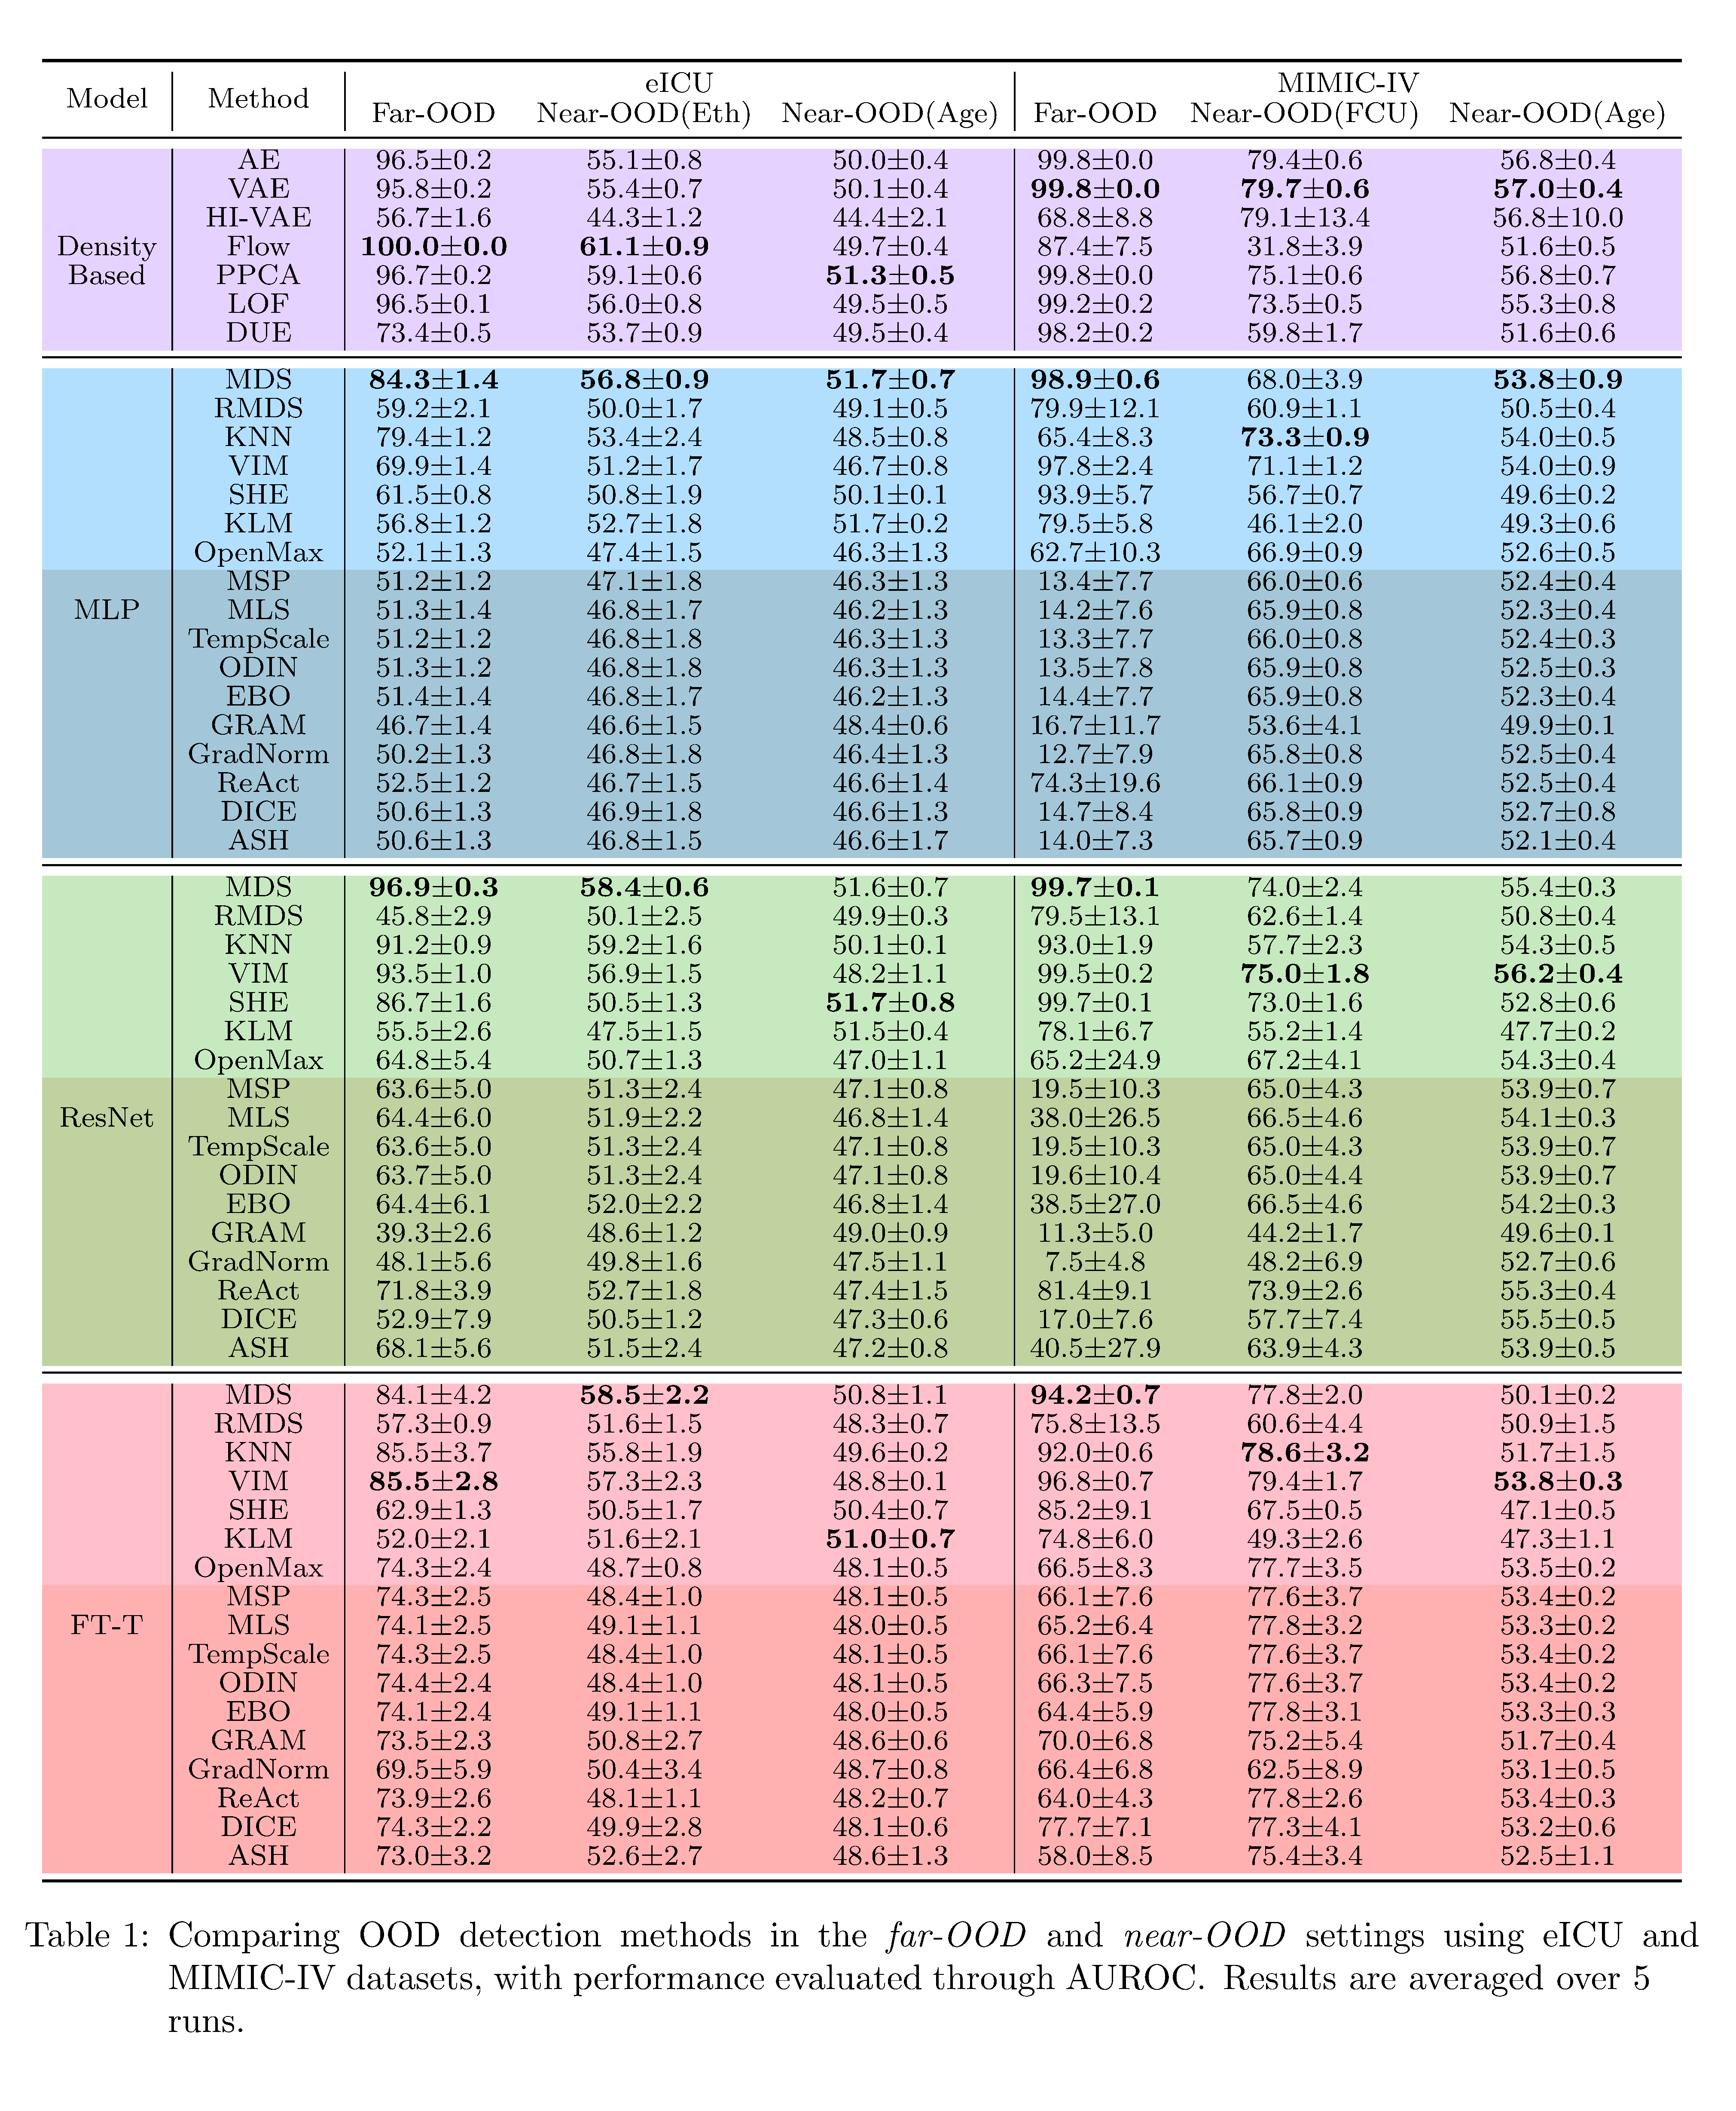 eICU MIMIC-IV
Model Method Far-OOD Near-OOD(Eth) Near-OOD(Age) Far-OOD Near-OOD(FCU) Near-OOD(Age)
AE 96.5±0.2 55.1±0.8 50.0±0.4 99.8±0.0 79.4±0.6 56.8±0.4
VAE 95.8±0.2 55.4±0.7 50.1±0.4 99.8±0.0 79.7±0.6 57.0±0.4
HI-VAE 56.7±1.6 44.3±1.2 44.4±2.1 68.8±8.8 79.1±13.4 56.8±10.0
Density Flow 100.0±0.0 61.1±0.9 49.7±0.4 87.4±7.5 31.8±3.9 51.6±0.5
Based PPCA 96.7±0.2 59.1±0.6 51.3±0.5 99.8±0.0 75.1±0.6 56.8±0.7
LOF 96.5±0.1 56.0±0.8 49.5±0.5 99.2±0.2 73.5±0.5 55.3±0.8
DUE 73.4±0.5 53.7±0.9 49.5±0.4 98.2±0.2 59.8±1.7 51.6±0.6
MDS 84.3±1.4 56.8±0.9 51.7±0.7 98.9±0.6 68.0±3.9 53.8±0.9
RMDS 59.2±2.1 50.0±1.7 49.1±0.5 79.9±12.1 60.9±1.1 50.5±0.4
KNN 79.4±1.2 53.4±2.4 48.5±0.8 65.4±8.3 73.3±0.9 54.0±0.5
VIM 69.9±1.4 51.2±1.7 46.7±0.8 97.8±2.4 71.1±1.2 54.0±0.9
SHE 61.5±0.8 50.8±1.9 50.1±0.1 93.9±5.7 56.7±0.7 49.6±0.2
KLM 56.8±1.2 52.7±1.8 51.7±0.2 79.5±5.8 46.1±2.0 49.3±0.6
OpenMax 52.1±1.3 47.4±1.5 46.3±1.3 62.7±10.3 66.9±0.9 52.6±0.5
MSP 51.2±1.2 47.1±1.8 46.3±1.3 13.4±7.7 66.0±0.6 52.4±0.4
MLP MLS 51.3±1.4 46.8±1.7 46.2±1.3 14.2±7.6 65.9±0.8 52.3±0.4
TempScale 51.2±1.2 46.8±1.8 46.3±1.3 13.3±7.7 66.0±0.8 52.4±0.3
ODIN 51.3±1.2 46.8±1.8 46.3±1.3 13.5±7.8 65.9±0.8 52.5±0.3
EBO 51.4±1.4 46.8±1.7 46.2±1.3 14.4±7.7 65.9±0.8 52.3±0.4
GRAM 46.7±1.4 46.6±1.5 48.4±0.6 16.7±11.7 53.6±4.1 49.9±0.1
GradNorm 50.2±1.3 46.8±1.8 46.4±1.3 12.7±7.9 65.8±0.8 52.5±0.4
ReAct 52.5±1.2 46.7±1.5 46.6±1.4 74.3±19.6 66.1±0.9 52.5±0.4
DICE 50.6±1.3 46.9±1.8 46.6±1.3 14.7±8.4 65.8±0.9 52.7±0.8
ASH 50.6±1.3 46.8±1.5 46.6±1.7 14.0±7.3 65.7±0.9 52.1±0.4
MDS 96.9±0.3 58.4±0.6 51.6±0.7 99.7±0.1 74.0±2.4 55.4±0.3
RMDS 45.8±2.9 50.1±2.5 49.9±0.3 79.5±13.1 62.6±1.4 50.8±0.4
KNN 91.2±0.9 59.2±1.6 50.1±0.1 93.0±1.9 57.7±2.3 54.3±0.5
VIM 93.5±1.0 56.9±1.5 48.2±1.1 99.5±0.2 75.0±1.8 56.2±0.4
SHE 86.7±1.6 50.5±1.3 51.7±0.8 99.7±0.1 73.0±1.6 52.8±0.6
KLM 55.5±2.6 47.5±1.5 51.5±0.4 78.1±6.7 55.2±1.4 47.7±0.2
OpenMax 64.8±5.4 50.7±1.3 47.0±1.1 65.2±24.9 67.2±4.1 54.3±0.4
MSP 63.6±5.0 51.3±2.4 47.1±0.8 19.5±10.3 65.0±4.3 53.9±0.7
ResNet MLS 64.4±6.0 51.9±2.2 46.8±1.4 38.0±26.5 66.5±4.6 54.1±0.3
TempScale 63.6±5.0 51.3±2.4 47.1±0.8 19.5±10.3 65.0±4.3 53.9±0.7
ODIN 63.7±5.0 51.3±2.4 47.1±0.8 19.6±10.4 65.0±4.4 53.9±0.7
EBO 64.4±6.1 52.0±2.2 46.8±1.4 38.5±27.0 66.5±4.6 54.2±0.3
GRAM 39.3±2.6 48.6±1.2 49.0±0.9 11.3±5.0 44.2±1.7 49.6±0.1
GradNorm 48.1±5.6 49.8±1.6 47.5±1.1 7.5±4.8 48.2±6.9 52.7±0.6
ReAct 71.8±3.9 52.7±1.8 47.4±1.5 81.4±9.1 73.9±2.6 55.3±0.4
DICE 52.9±7.9 50.5±1.2 47.3±0.6 17.0±7.6 57.7±7.4 55.5±0.5
ASH 68.1±5.6 51.5±2.4 47.2±0.8 40.5±27.9 63.9±4.3 53.9±0.5
MDS 84.1±4.2 58.5±2.2 50.8±1.1 94.2±0.7 77.8±2.0 50.1±0.2
RMDS 57.3±0.9 51.6±1.5 48.3±0.7 75.8±13.5 60.6±4.4 50.9±1.5
KNN 85.5±3.7 55.8±1.9 49.6±0.2 92.0±0.6 78.6±3.2 51.7±1.5
VIM 85.5±2.8 57.3±2.3 48.8±0.1 96.8±0.7 79.4±1.7 53.8±0.3
SHE 62.9±1.3 50.5±1.7 50.4±0.7 85.2±9.1 67.5±0.5 47.1±0.5
KLM 52.0±2.1 51.6±2.1 51.0±0.7 74.8±6.0 49.3±2.6 47.3±1.1
OpenMax 74.3±2.4 48.7±0.8 48.1±0.5 66.5±8.3 77.7±3.5 53.5±0.2
MSP 74.3±2.5 48.4±1.0 48.1±0.5 66.1±7.6 77.6±3.7 53.4±0.2
FT-T MLS 74.1±2.5 49.1±1.1 48.0±0.5 65.2±6.4 77.8±3.2 53.3±0.2
TempScale 74.3±2.5 48.4±1.0 48.1±0.5 66.1±7.6 77.6±3.7 53.4±0.2
ODIN 74.4±2.4 48.4±1.0 48.1±0.5 66.3±7.5 77.6±3.7 53.4±0.2
EBO 74.1±2.4 49.1±1.1 48.0±0.5 64.4±5.9 77.8±3.1 53.3±0.3
GRAM 73.5±2.3 50.8±2.7 48.6±0.6 70.0±6.8 75.2±5.4 51.7±0.4
GradNorm 69.5±5.9 50.4±3.4 48.7±0.8 66.4±6.8 62.5±8.9 53.1±0.5
ReAct 73.9±2.6 48.1±1.1 48.2±0.7 64.0±4.3 77.8±2.6 53.4±0.3
DICE 74.3±2.2 49.9±2.8 48.1±0.6 77.7±7.1 77.3±4.1 53.2±0.6
ASH 73.0±3.2 52.6±2.7 48.6±1.3 58.0±8.5 75.4±3.4 52.5±1.1
Table 1: Comparing OOD detection methods in the far-OOD and near-OOD settings using eICU and
MIMIC-IV datasets, with performance evaluated through AUROC. Results are averaged over 5
runs.